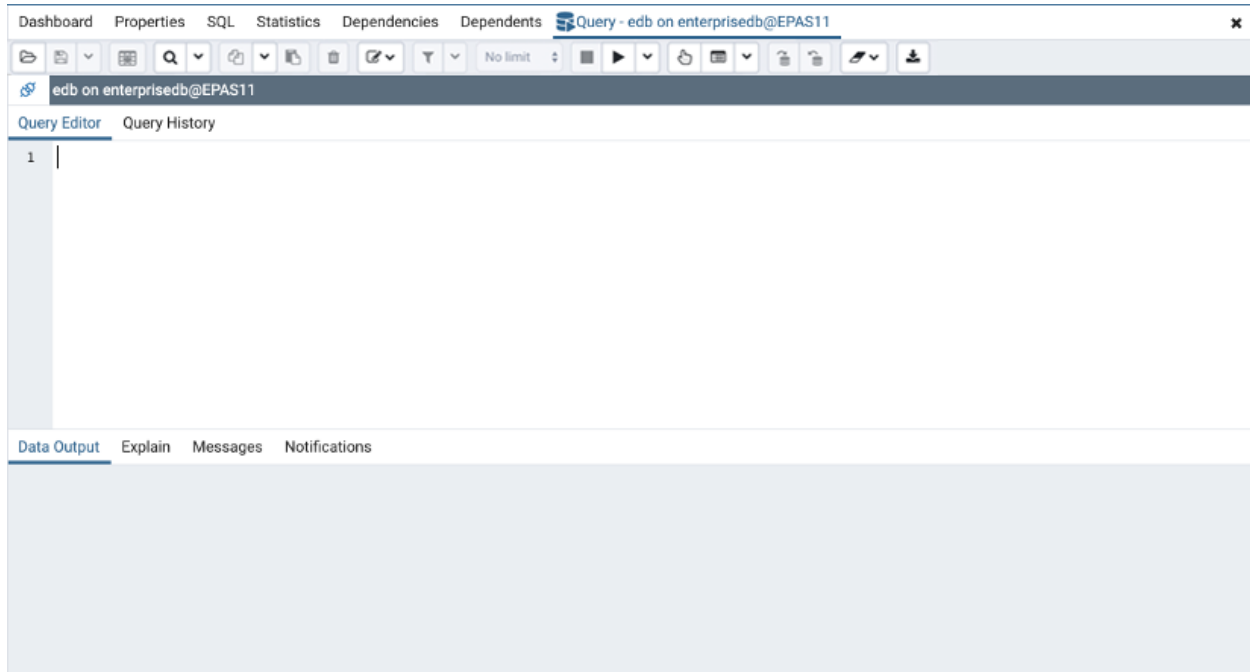 Dashboard Properties SQL Statistics Dependencies Dependents Query - edb on enterprisedb@EPAS11
No limit
edb on enterprisedb@EPAS11
Query Editor Query History
1
Data Output Explain Messages Notifications